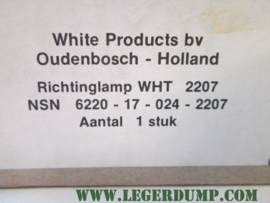 White Products bv
Oudenbosch - Holland
Richtinglamp WHT 2207
NSN 6220 - 17 - 024 - 2207
Aantal 1 stuk
WWW.LEGERDUMP.COM